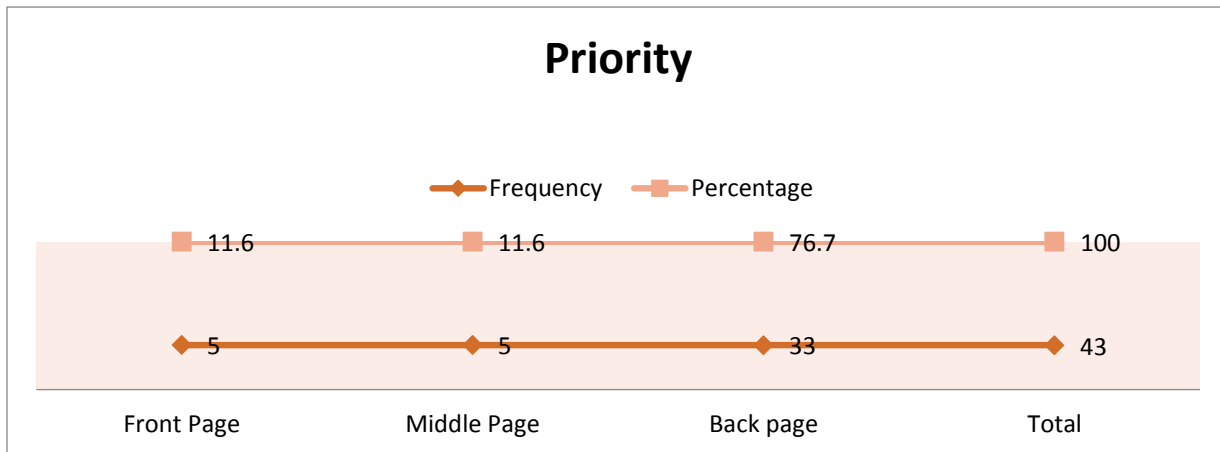 Priority
Frequency Percentage
11.6 11.6 76.7 100
5 5 33 43
Front Page Middle Page Back page Total